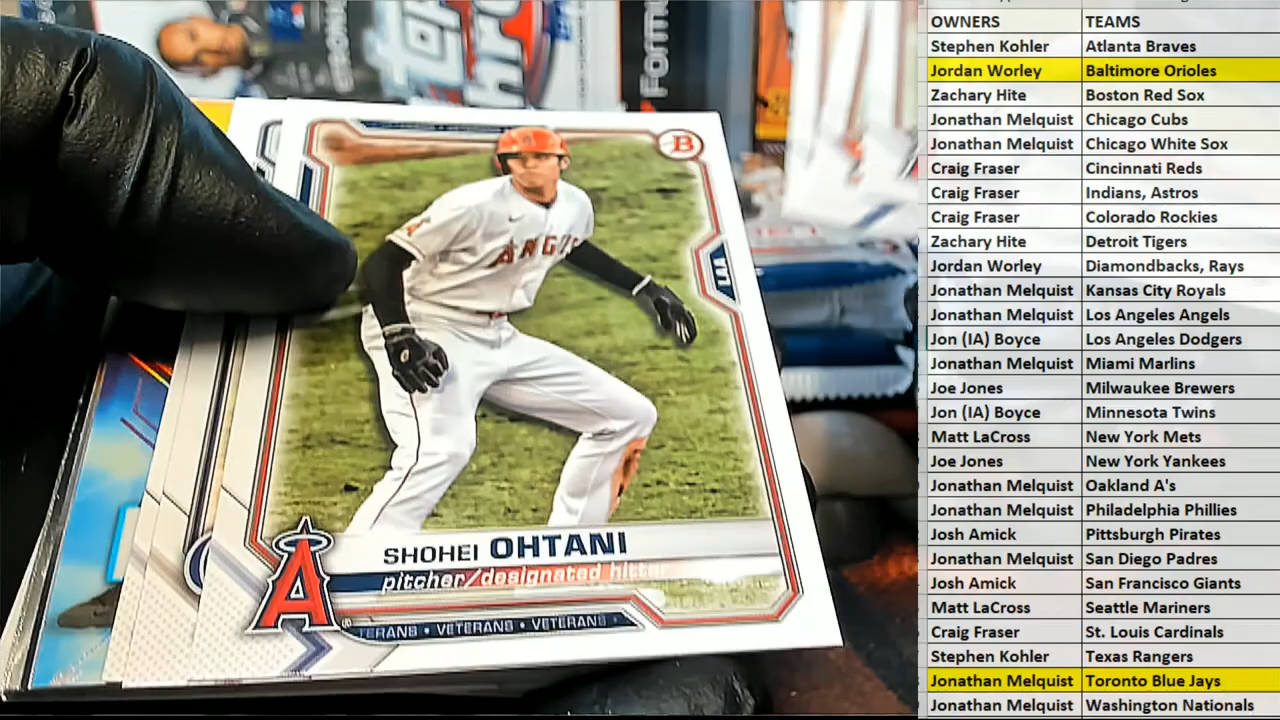 B
ANGE
LAA
SHOHEI OHTANI
pitcher/designated hitter
A
VETERANS • VETERANS • VETERANS
Form
OWNERS TEAMS
Stephen Kohler Atlanta Braves
Jordan Worley Baltimore Orioles
Zachary Hite Boston Red Sox
Jonathan Melquist Chicago Cubs
Jonathan Melquist Chicago White Sox
Craig Fraser Cincinnati Reds
Craig Fraser Indians, Astros
Craig Fraser Colorado Rockies
Zachary Hite Detroit Tigers
Jordan Worley Diamondbacks, Rays
Jonathan Melquist Kansas City Royals
Jonathan Melquist Los Angeles Angels
Jon (IA) Boyce Los Angeles Dodgers
Jonathan Melquist Miami Marlins
Joe Jones Milwaukee Brewers
Jon (IA) Boyce Minnesota Twins
Matt LaCross New York Mets
Joe Jones New York Yankees
Jonathan Melquist Oakland A's
Jonathan Melquist Philadelphia Phillies
Josh Amick Pittsburgh Pirates
Jonathan Melquist San Diego Padres
Josh Amick San Francisco Giants
Matt LaCross Seattle Mariners
Craig Fraser St. Louis Cardinals
Stephen Kohler Texas Rangers
Jonathan Melquist Toronto Blue Jays
Jonathan Melquist Washington Nationals